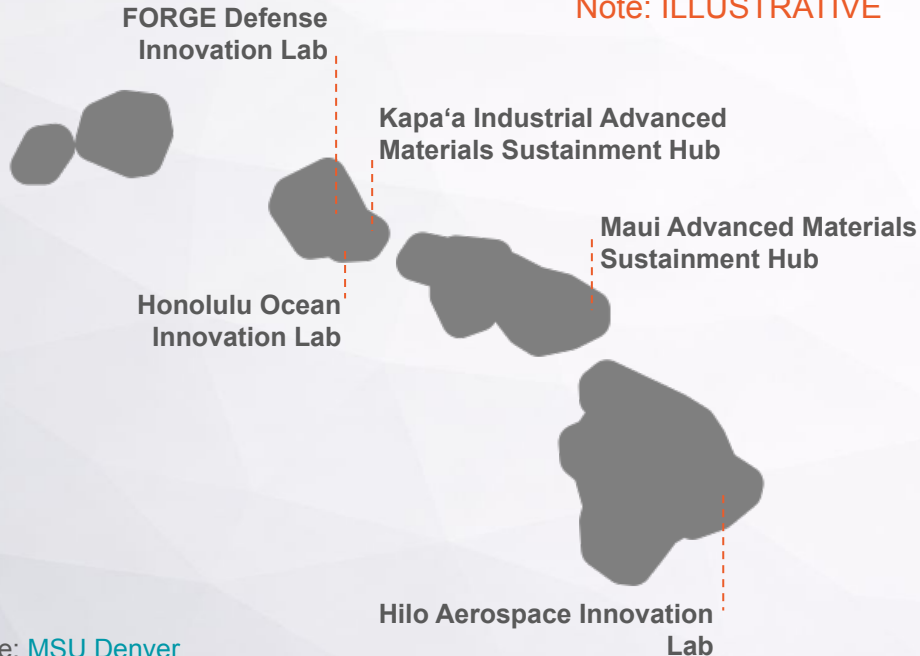 Note: ILLUSTRATIVE
FORGE Defense
Innovation Lab
Kapa‘a Industrial Advanced
Materials Sustainment Hub
Maui Advanced Materials
Sustainment Hub
Honolulu Ocean
Innovation Lab
Hilo Aerospace Innovation
Lab
e: MSU Denver